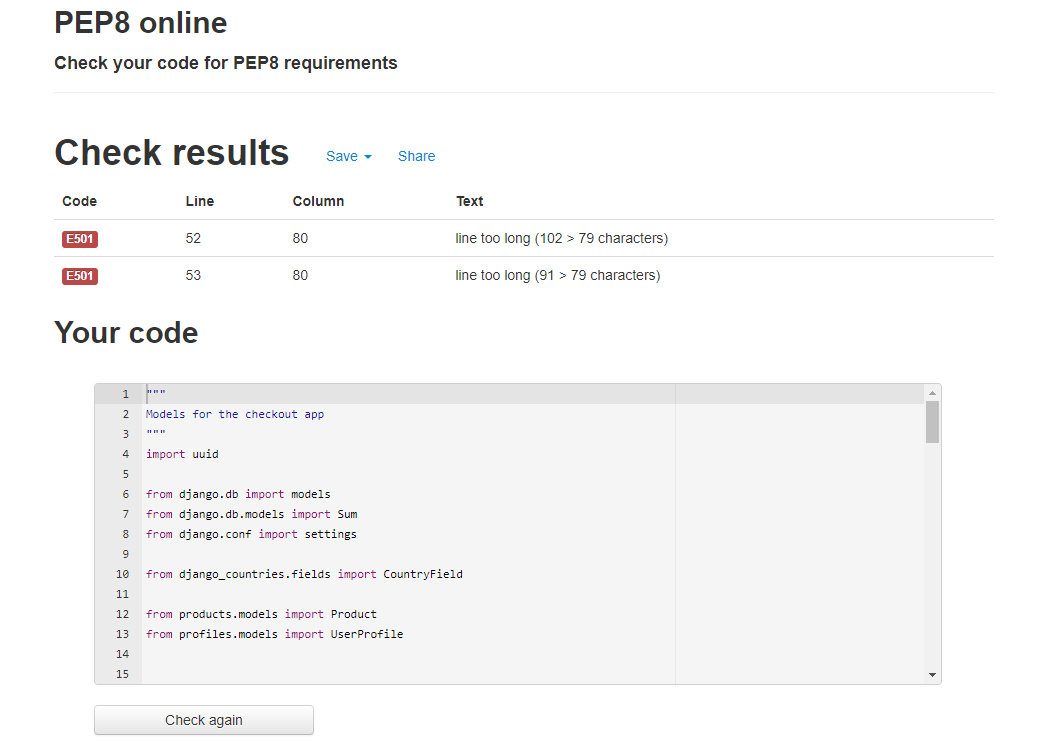 PEP8 online
Check your code for PEP8 requirements
Check results Save Share
Code Line Column Text
E501 52 80 line too long (102 > 79 characters)
E501 53 80 line too long (91 > 79 characters)
Your code
1 """
2 Models for the checkout app
3 """
4 import uuid
5
6 from django.db import models
7 from django.db.models import Sum
8 from django.conf import settings
9
10 from django_countries.fields import CountryField
11
12 from products.models import Product
13 from profiles.models import UserProfile
14
15
Check again